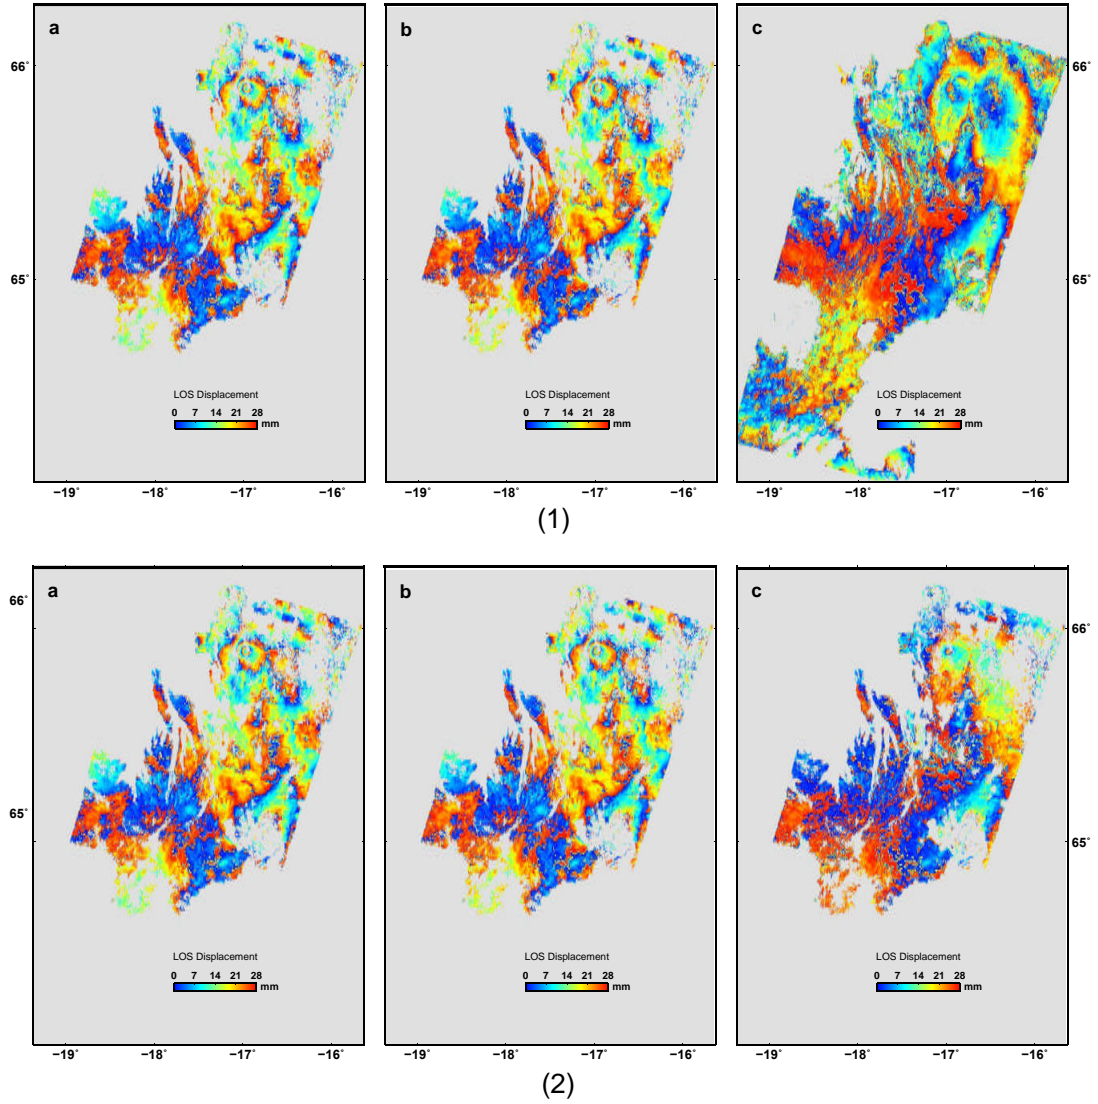 a b c
66˚ 66˚
65˚ 65˚
LOS Displacement LOS Displacement LOS Displacement
0 7 14 21 28 0 7 14 21 28 0 7 14 21 28
mm mm mm
−19˚ −18˚ −17˚ −16˚ −19˚ −18˚ −17˚ −16˚ −19˚ −18˚ −17˚ −16˚
(1)
a b c
66˚ 66˚
65˚ 65˚
LOS Displacement LOS Displacement LOS Displacement
0 7 14 21 28 0 7 14 21 28 0 7 14 21 28
mm mm mm
−19˚ −18˚ −17˚ −16˚ −19˚ −18˚ −17˚ −16˚ −19˚ −18˚ −17˚ −16˚
(2)